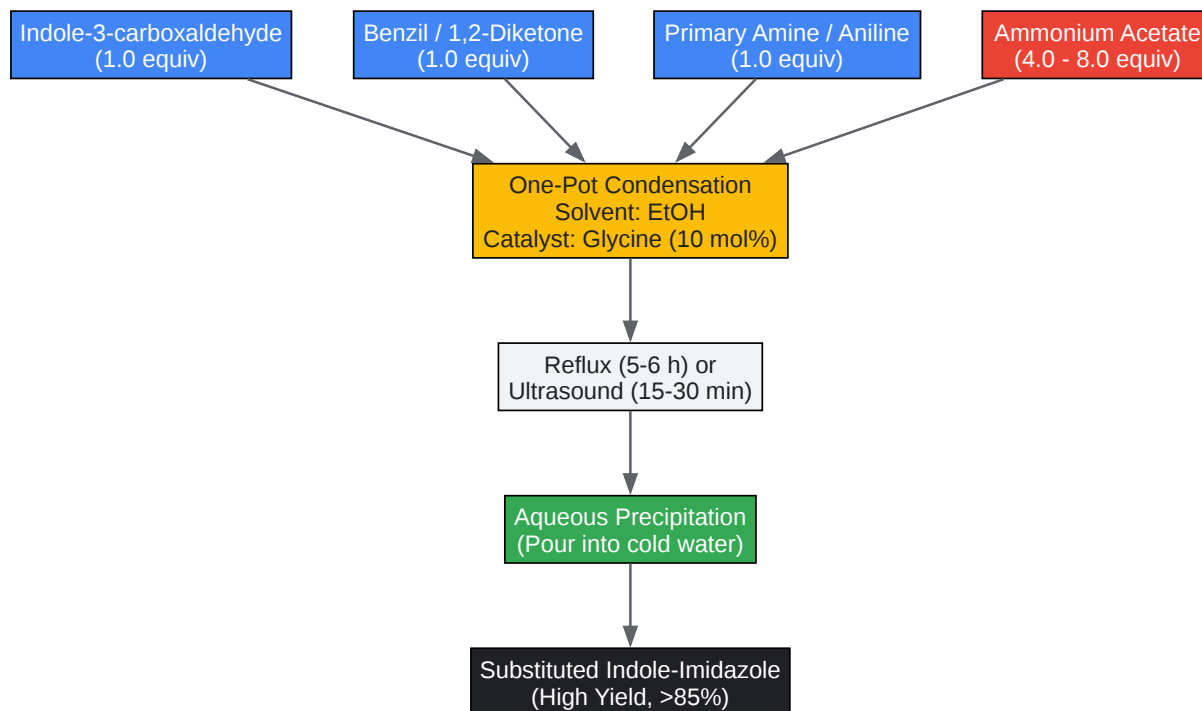 Indole-3-carboxaldehyde
(1.0 equiv)
Benzil / 1,2-Diketone
(1.0 equiv)
Primary Amine / Aniline
(1.0 equiv)
Ammonium Acetate
(4.0 - 8.0 equiv)
One-Pot Condensation
Solvent: EtOH
Catalyst: Glycine (10 mol%)
Reflux (5-6 h) or
Ultrasound (15-30 min)
Aqueous Precipitation
(Pour into cold water)
Substituted Indole-Imidazole
(High Yield, >85%)